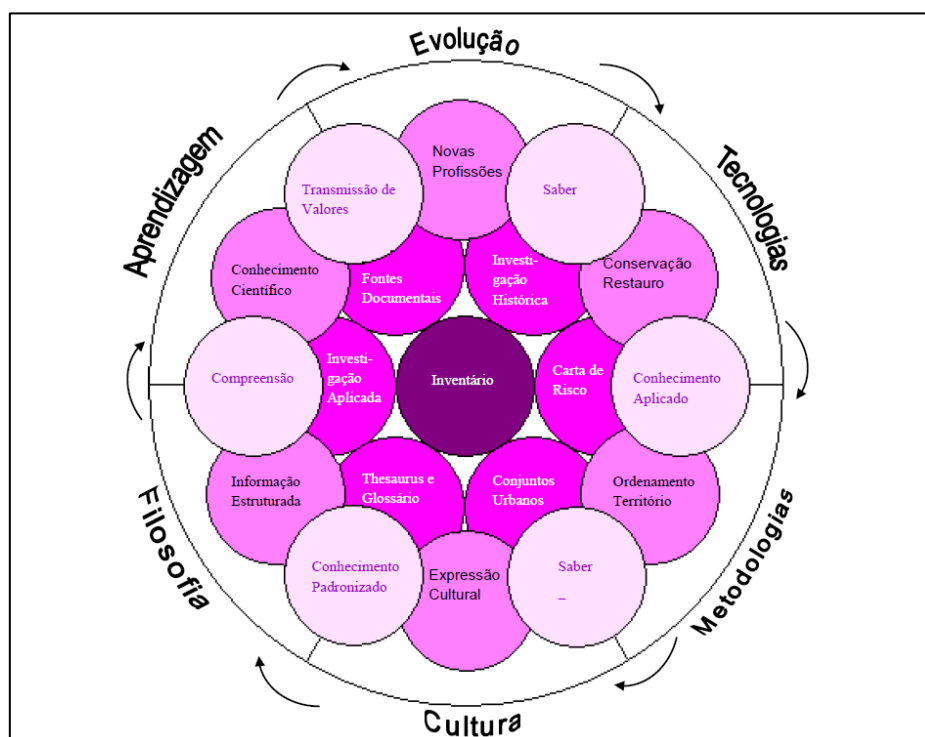 Evolução
Aprendizagem
Tecnologias
Novas
Profissões
Transmissão de
Valores
Saber
Conhecimento
Científico
Fontes
Documentais
Investi-
gação
Histórica
Conservação
Restauro
Compreensão
Investi-
gação
Aplicada
Inventário
Carta de
Risco
Conhecimento
Aplicado
Informação
Estruturada
Thesaurus e
Glossário
Conjuntos
Urbanos
Ordenamento
Território
Conhecimento
Padronizado
Expressão
Cultural
Saber
_
Filosofia
Metodologias
Cultura